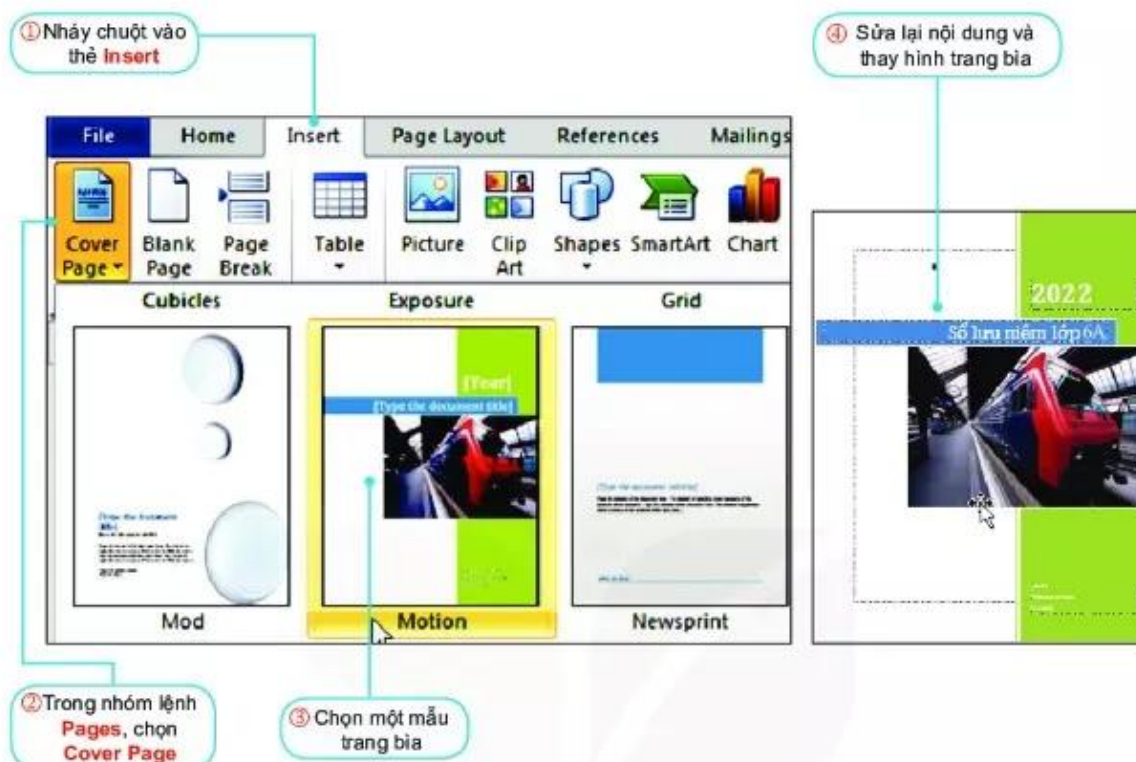 ①Nháy chuột vào
thẻ Insert
④ Sửa lại nội dung và
thay hình trang bìa
File Home Insert Page Layout References Mailings
Cover Page
Blank Page
Page Break
Table
Picture
Clip Art
Shapes
SmartArt
Chart
Cubicles Exposure Grid
[Year]
[Type the document title]
2022
Sổ lưu niệm lớp 6A
Mod Motion Newsprint
②Trong nhóm lệnh
Pages, chọn
Cover Page
③ Chọn một mẫu
trang bìa